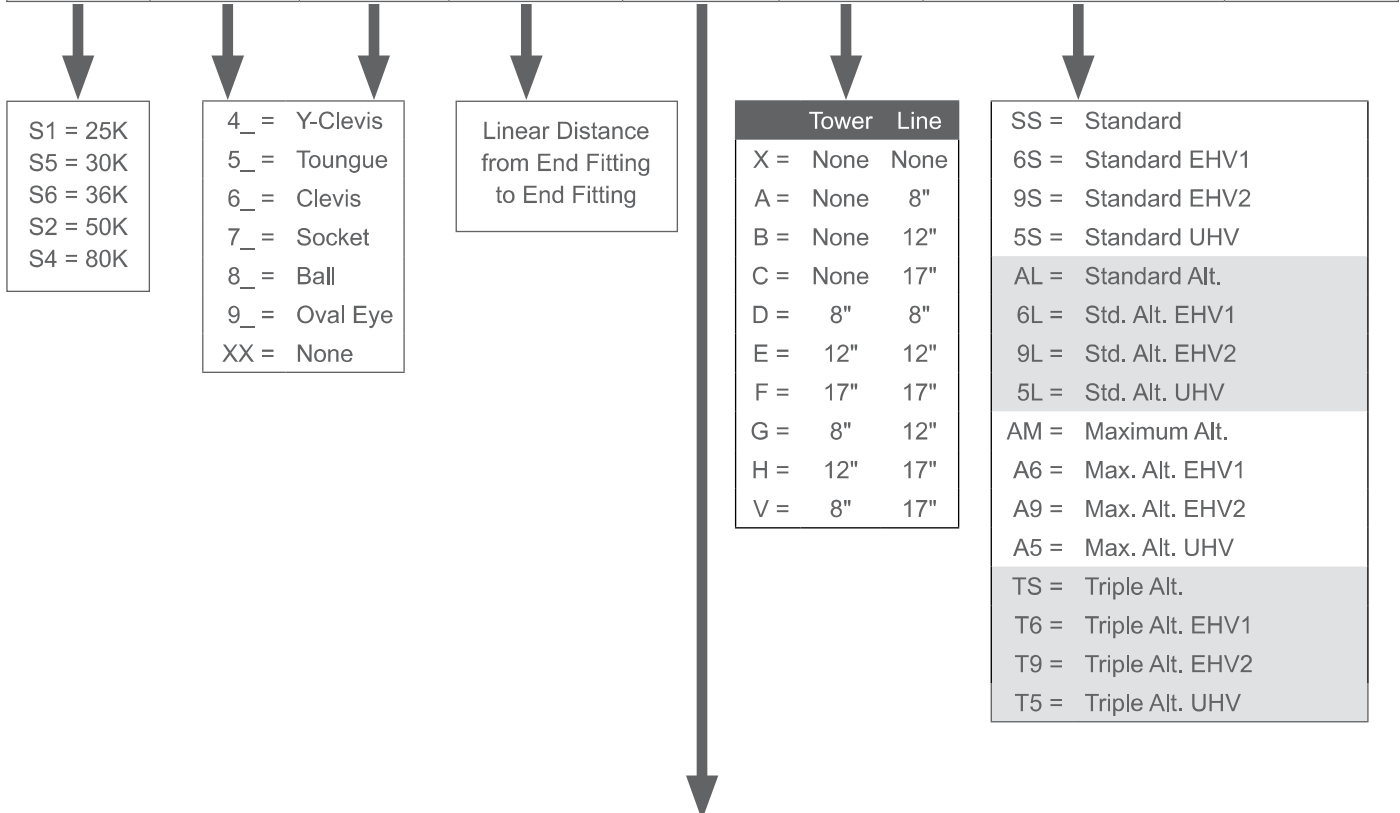 S1 = 25K
S5 = 30K
S6 = 36K
S2 = 50K
S4 = 80K
4_ = Y-Clevis
5_ = Toungue
6_ = Clevis
7_ = Socket
8_ = Ball
9_ = Oval Eye
XX = None
Linear Distance
from End Fitting
to End Fitting
Tower Line
X = None None
A = None 8"
B = None 12"
C = None 17"
D = 8" 8"
E = 12" 12"
F = 17" 17"
G = 8" 12"
H = 12" 17"
V = 8" 17"
SS = Standard
6S = Standard EHV1
9S = Standard EHV2
5S = Standard UHV
AL = Standard Alt.
6L = Std. Alt. EHV1
9L = Std. Alt. EHV2
5L = Std. Alt. UHV
AM = Maximum Alt.
A6 = Max. Alt. EHV1
A9 = Max. Alt. EHV2
A5 = Max. Alt. UHV
TS = Triple Alt.
T6 = Triple Alt. EHV1
T9 = Triple Alt. EHV2
T5 = Triple Alt. UHV